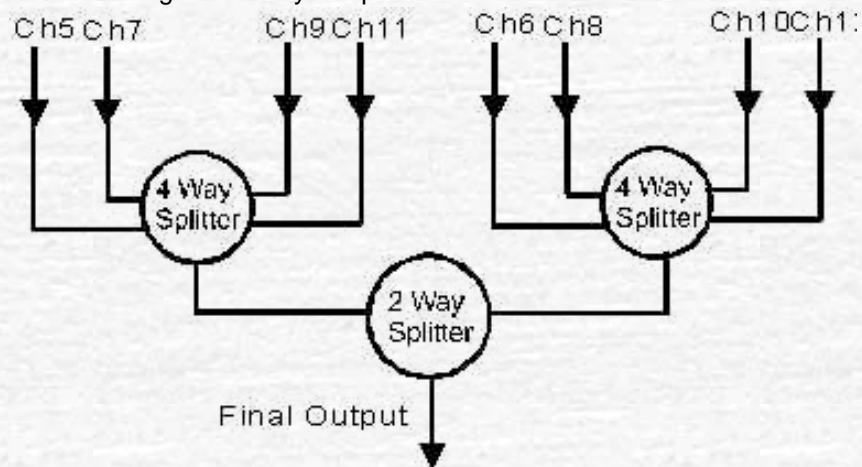 Ch5 Ch7 Ch9 Ch11 Ch6 Ch8 Ch10
4 Way
Splitter
4 Way
Splitter
2 Way
Splitter
Final Output